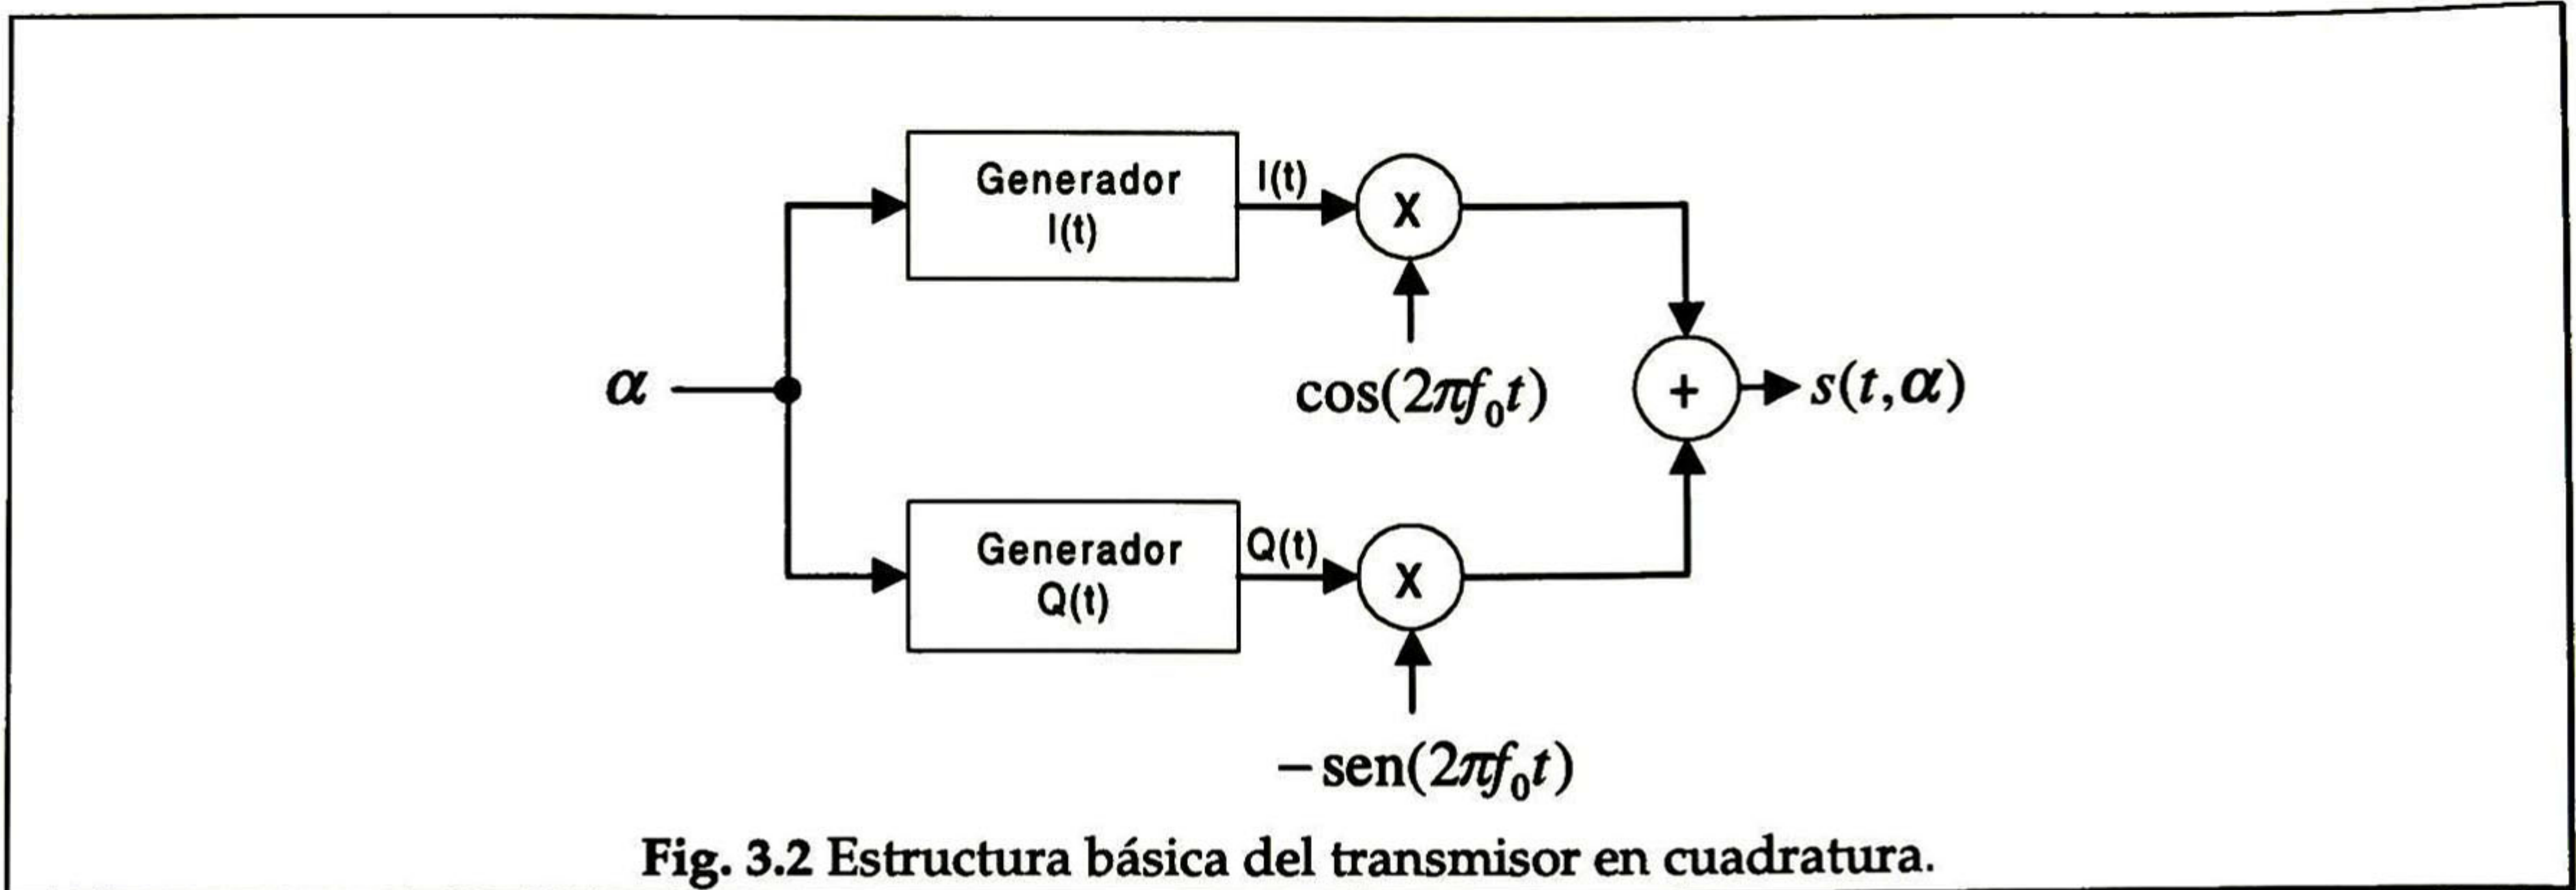 Generador
I(t)
I(t)
X
cos(2πf₀t)
α
+
s(t,α)
Generador
Q(t)
Q(t)
X
−sen(2πf₀t)
Fig. 3.2 Estructura básica del transmisor en cuadratura.